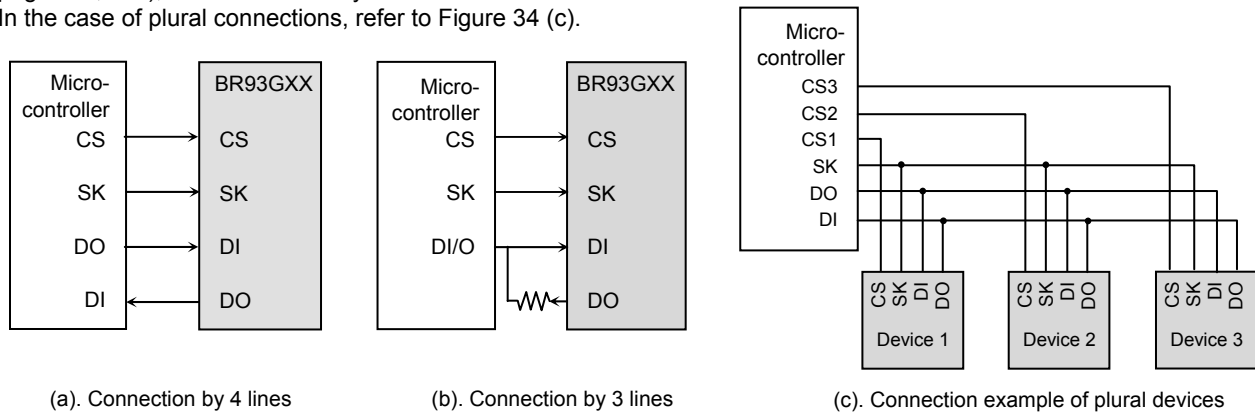 In the case of plural connections, refer to Figure 34 (c).
Micro-
controller
CS
SK
DO
DI
BR93GXX
CS
SK
DI
DO
(a). Connection by 4 lines
Micro-
controller
CS
SK
DI/O
BR93GXX
CS
SK
DI
DO
(b). Connection by 3 lines
Micro-
controller
CS3
CS2
CS1
SK
DO
DI
CS
SK
DI
DO
Device 1
CS
SK
DI
DO
Device 2
CS
SK
DI
DO
Device 3
(c). Connection example of plural devices